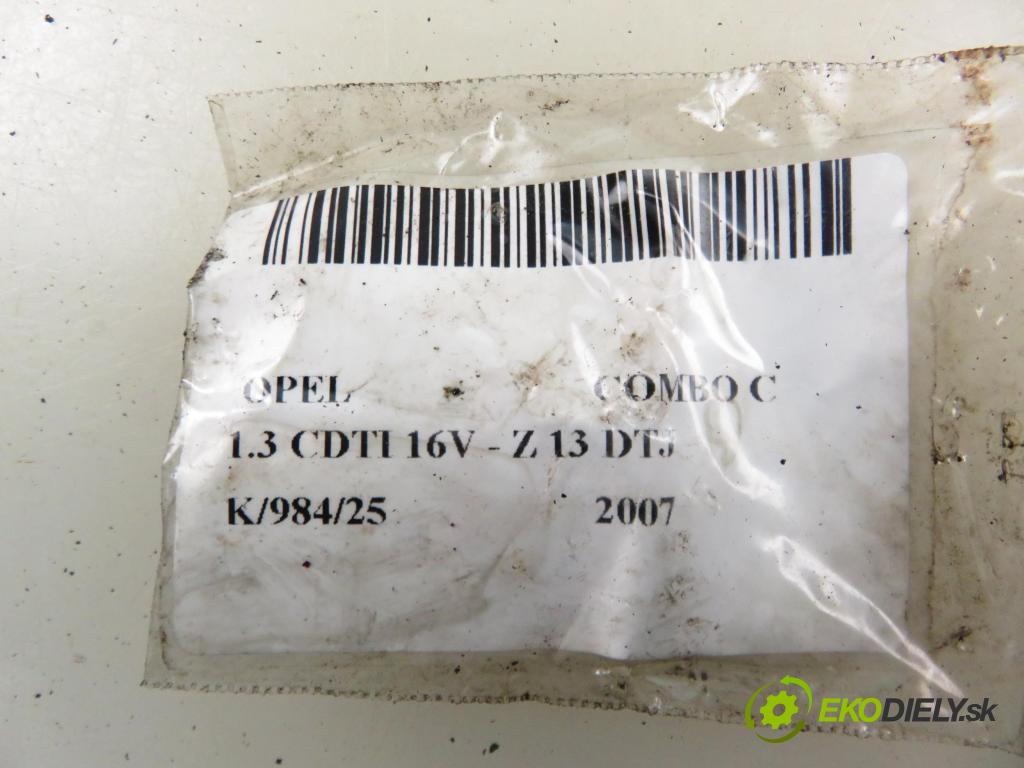 OPEL COMBO C
1.3 CDTI 16V - Z 13 DTJ
K/984/25 2007
EKODIELY.sk